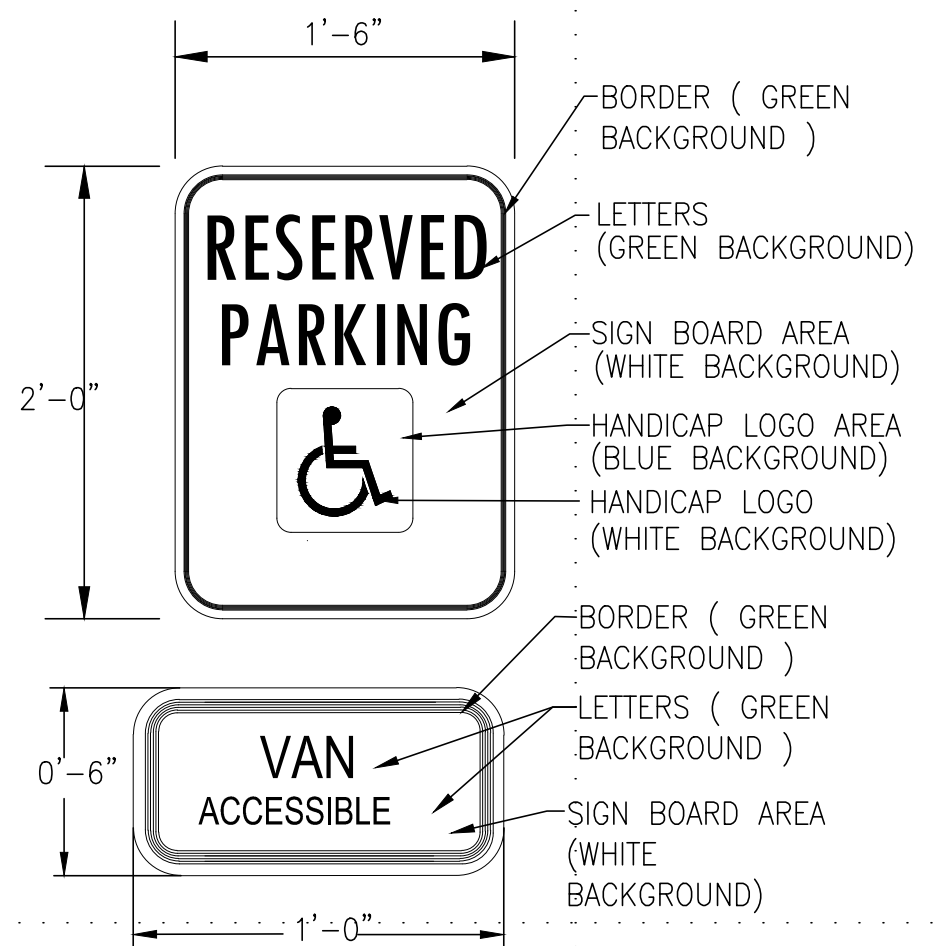 1'-6"
BORDER ( GREEN
BACKGROUND )
RESERVED
PARKING
LETTERS
(GREEN BACKGROUND)
SIGN BOARD AREA
(WHITE BACKGROUND)
2'-0"
HANDICAP LOGO AREA
(BLUE BACKGROUND)
HANDICAP LOGO
(WHITE BACKGROUND)
BORDER ( GREEN
BACKGROUND )
LETTERS ( GREEN
BACKGROUND )
VAN
ACCESSIBLE
0'-6"
SIGN BOARD AREA
(WHITE
BACKGROUND)
1'-0"